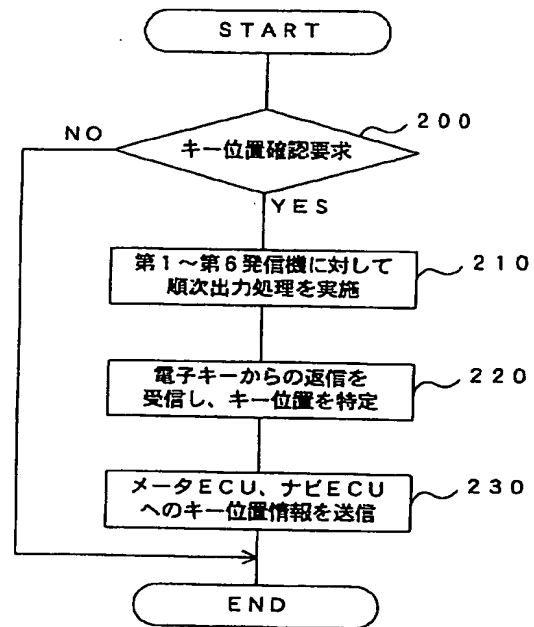 START
キー位置確認要求
200
NO
YES
第1～第6発信機に対して
順次出力処理を実施
210
電子キーからの返信を
受信し、キー位置を特定
220
メータECU、ナビECU
へのキー位置情報を送信
230
END